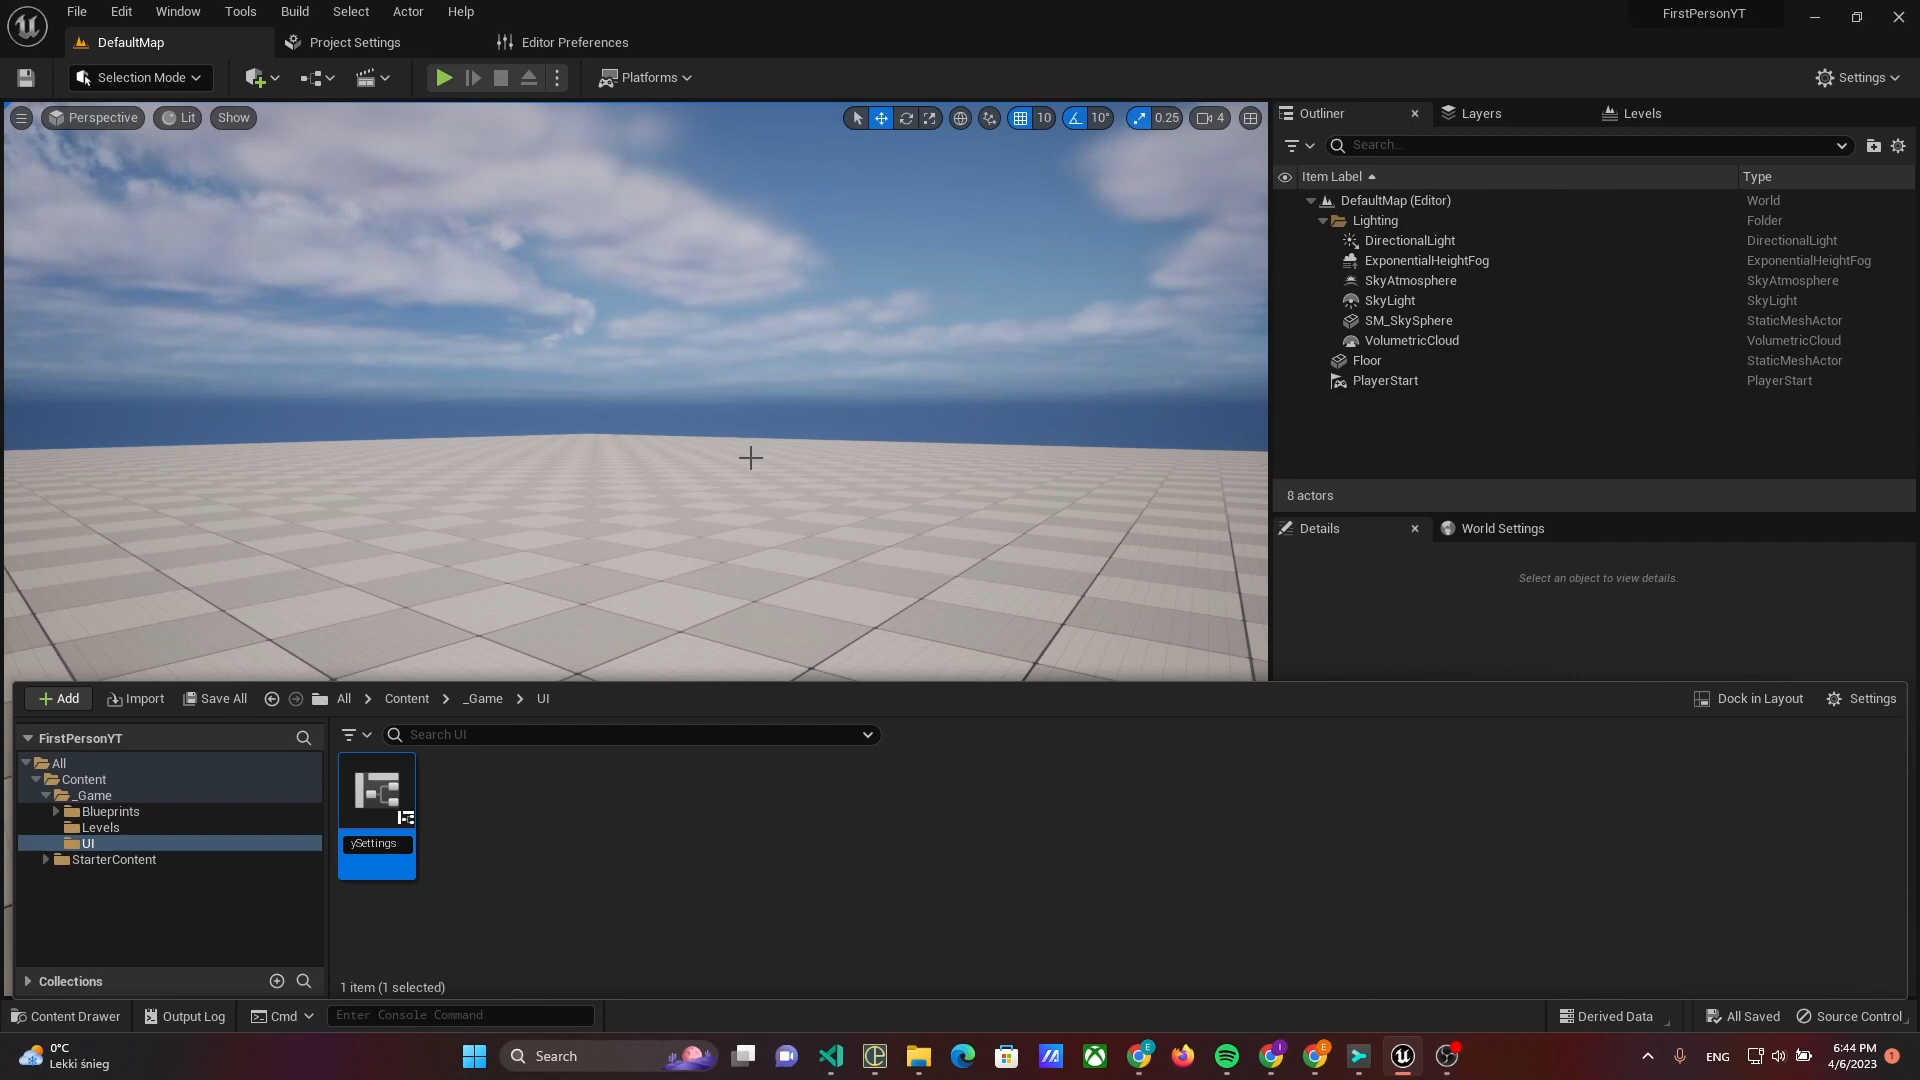 File Edit Window Tools Build Select Actor Help
FirstPersonYT
DefaultMap Project Settings Editor Preferences
Selection Mode Platforms Settings
Perspective Lit Show 10 10° 0.25 4
Outliner Layers Levels
Search...
Item Label Type
DefaultMap (Editor) World
Lighting Folder
DirectionalLight DirectionalLight
ExponentialHeightFog ExponentialHeightFog
SkyAtmosphere SkyAtmosphere
SkyLight SkyLight
SM_SkySphere StaticMeshActor
VolumetricCloud VolumetricCloud
Floor StaticMeshActor
PlayerStart PlayerStart
8 actors
Details World Settings
Select an object to view details.
Add Import Save All All Content _Game UI Dock in Layout Settings
FirstPersonYT
Search UI
All
Content
_Game
Blueprints
Levels
UI
StarterContent
ySettings
Collections
1 item (1 selected)
Content Drawer Output Log Cmd Enter Console Command Derived Data All Saved Source Control
0°C
Lekki śnieg
Search
ENG
6:44 PM
4/6/2023
1